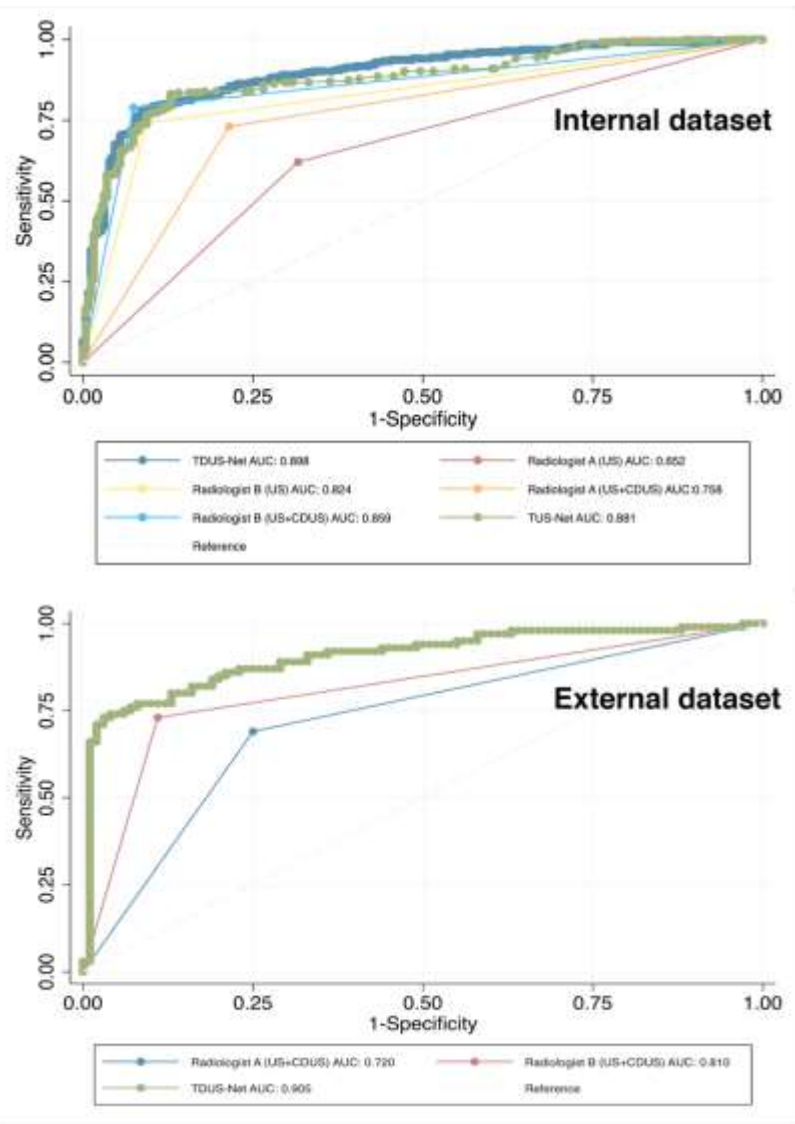 1.00
0.75
0.50
0.25
0.00
Sensitivity
Internal dataset
0.00 0.25 0.50 0.75 1.00
1-Specificity
TDUS-Net AUC: 0.898 Radiologist A (US) AUC: 0.652
Radiologist B (US) AUC: 0.824 Radiologist A (US+CDUS) AUC:0.758
Radiologist B (US+CDUS) AUC: 0.859 TUS-Net AUC: 0.881
Reference
1.00
0.75
0.50
0.25
0.00
Sensitivity
External dataset
0.00 0.25 0.50 0.75 1.00
1-Specificity
Radiologist A (US+CDUS) AUC: 0.720 Radiologist B (US+CDUS) AUC: 0.810
TDUS-Net AUC: 0.905 Reference